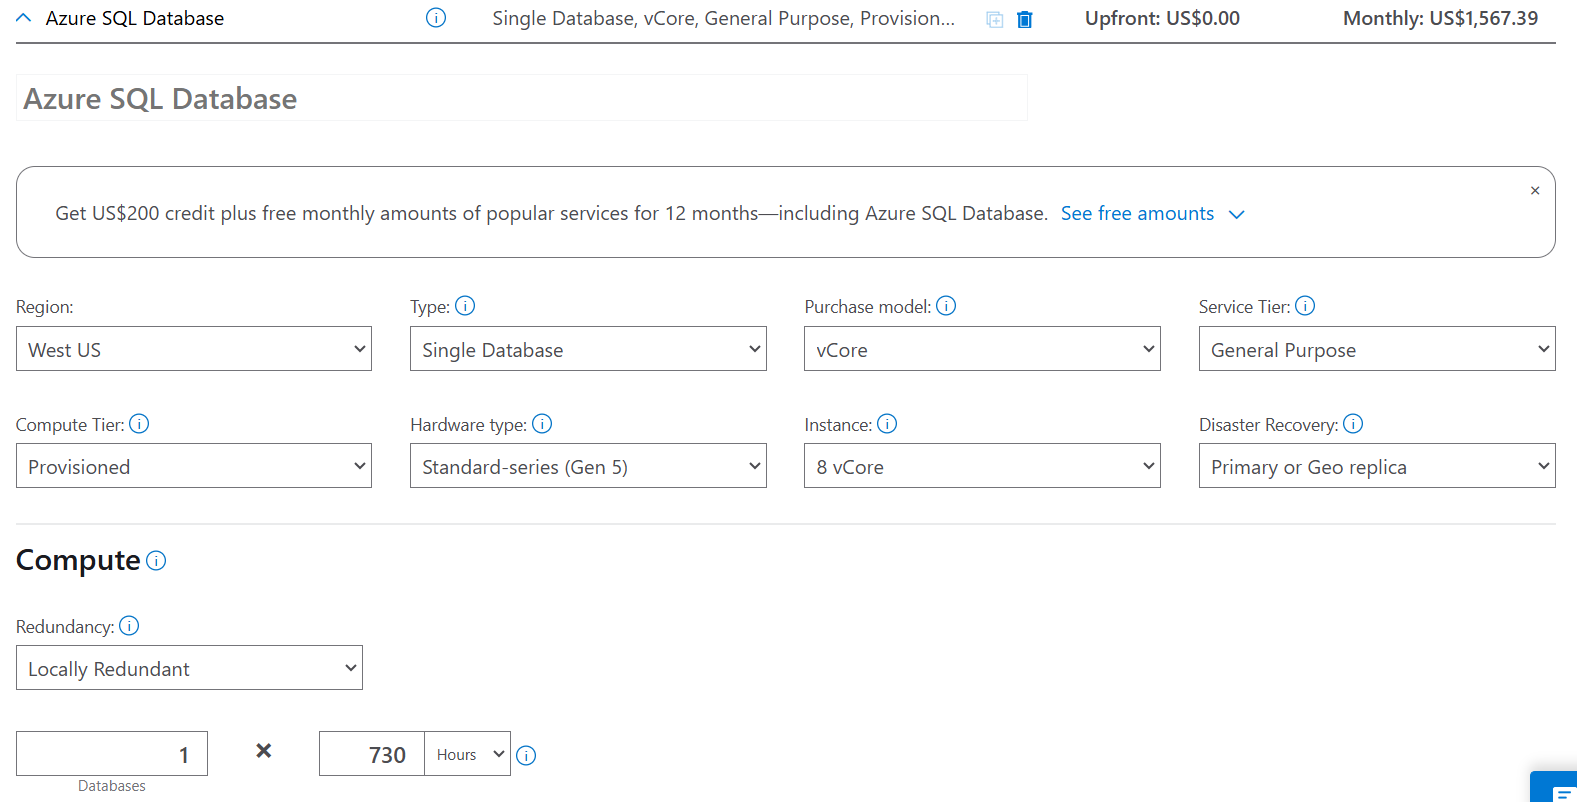 Azure SQL Database Single Database, vCore, General Purpose, Provision... Upfront: US$0.00 Monthly: US$1,567.39
Azure SQL Database
Get US$200 credit plus free monthly amounts of popular services for 12 months—including Azure SQL Database. See free amounts
Region: Type: Purchase model: Service Tier:
West US Single Database vCore General Purpose
Compute Tier: Hardware type: Instance: Disaster Recovery:
Provisioned Standard-series (Gen 5) 8 vCore Primary or Geo replica
Compute
Redundancy:
Locally Redundant
1 × 730 Hours
Databases